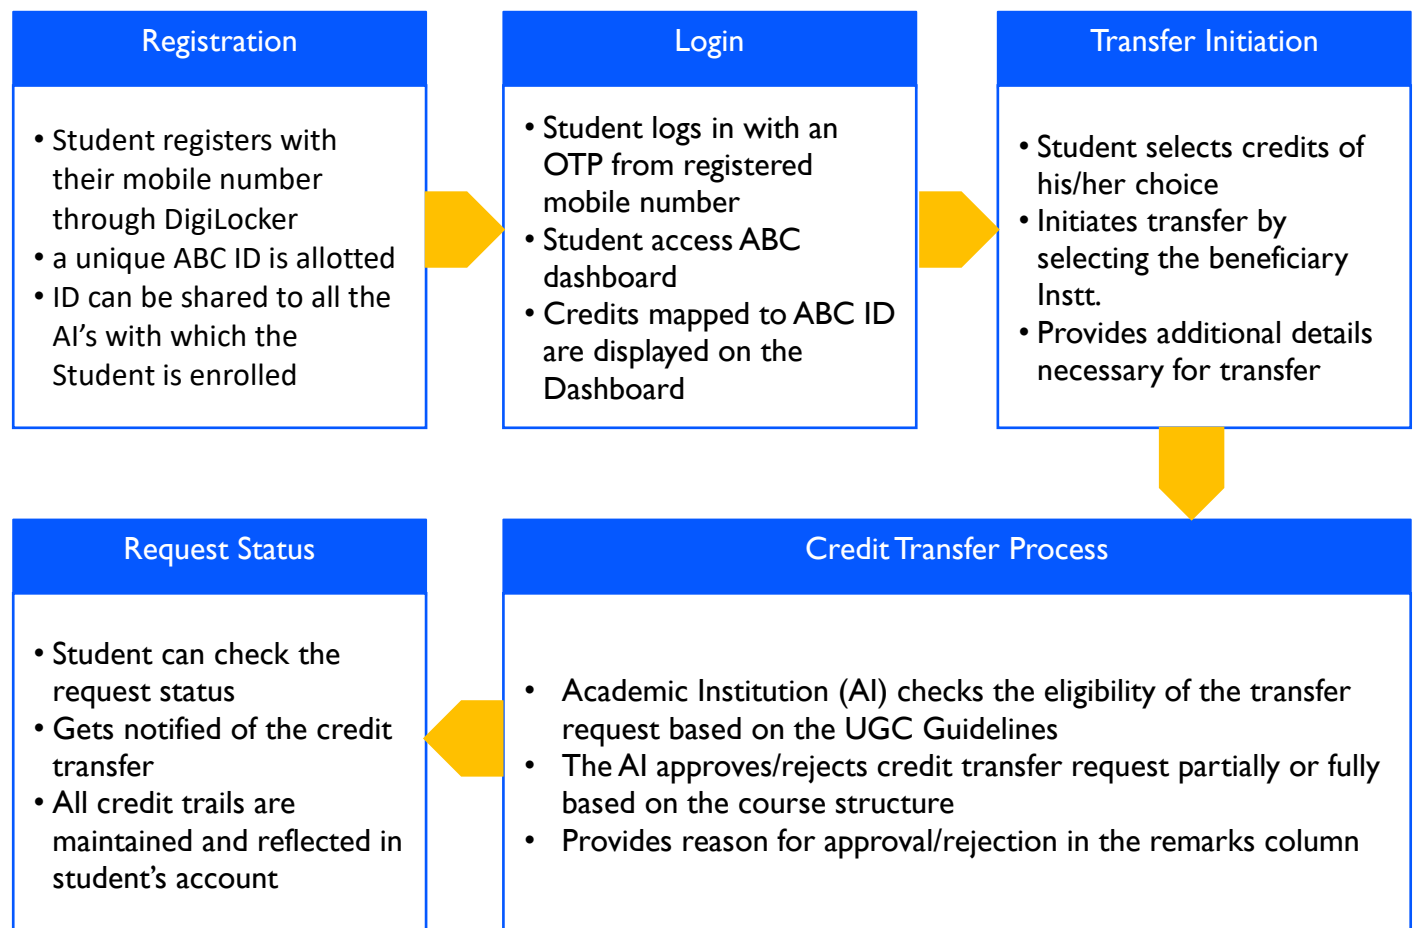 Registration
• Student registers with
their mobile number
through DigiLocker
• a unique ABC ID is allotted
• ID can be shared to all the
AI’s with which the
Student is enrolled
Login
• Student logs in with an
OTP from registered
mobile number
• Student access ABC
dashboard
• Credits mapped to ABC ID
are displayed on the
Dashboard
Transfer Initiation
• Student selects credits of
his/her choice
• Initiates transfer by
selecting the beneficiary
Instt.
• Provides additional details
necessary for transfer
Credit Transfer Process
• Academic Institution (AI) checks the eligibility of the transfer
request based on the UGC Guidelines
• The AI approves/rejects credit transfer request partially or fully
based on the course structure
• Provides reason for approval/rejection in the remarks column
Request Status
• Student can check the
request status
• Gets notified of the credit
transfer
• All credit trails are
maintained and reflected in
student’s account